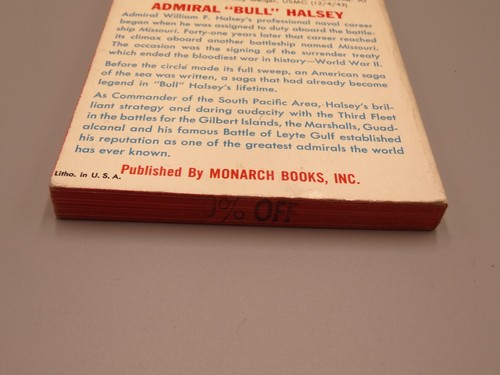 USMC (12/4/43)
ADMIRAL "BULL" HALSEY
Admiral William F. Halsey's professional naval career
began when he was assigned to duty aboard the battle-
ship Missouri. Forty-one years later that career reached
its climax aboard another battleship named Missouri.
The occasion was the signing of the surrender treaty
which ended the bloodiest war in history—World War II.
Before the circle made its full sweep, an American saga
of the sea was written, a saga that had already become
legend in "Bull" Halsey's lifetime.
As Commander of the South Pacific Area, Halsey's bril-
liant strategy and daring audacity with the Third Fleet
in the battles for the Gilbert Islands, the Marshalls, Guad-
alcanal and his famous Battle of Leyte Gulf established
his reputation as one of the greatest admirals the world
has ever known.
Litho. in U. S. A.
Published By MONARCH BOOKS, INC.
0% OFF